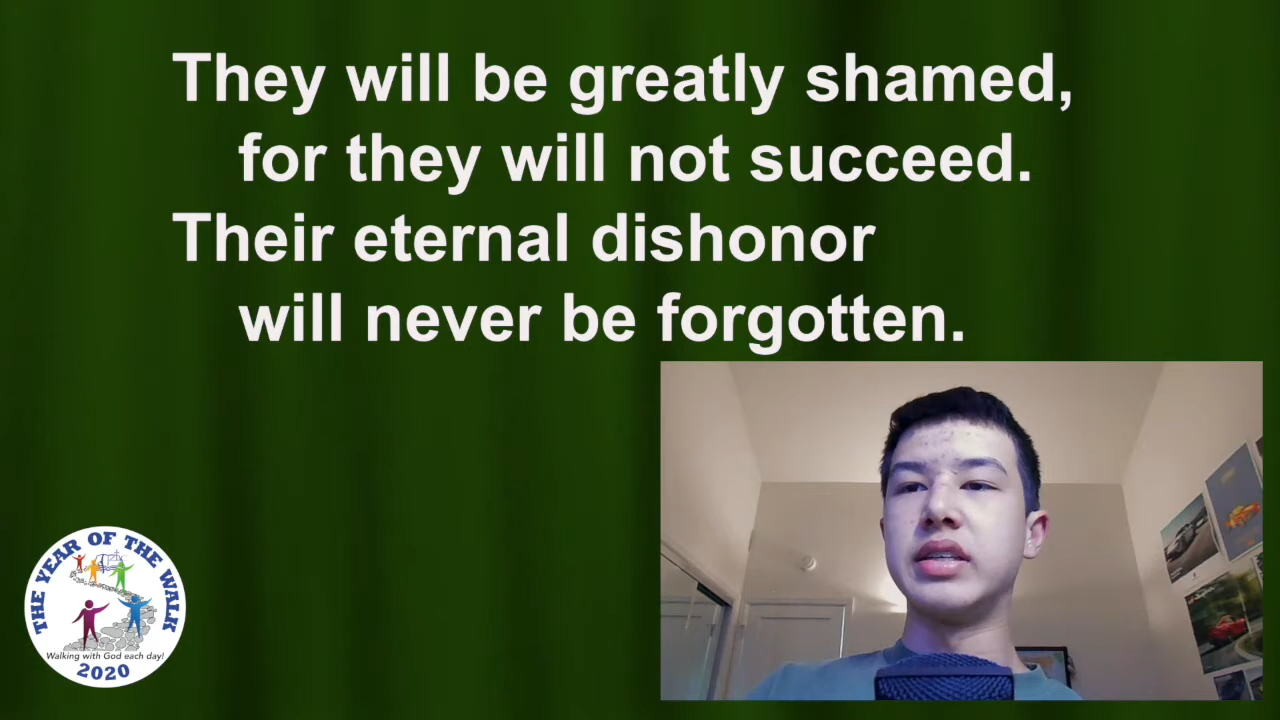 They will be greatly shamed,
for they will not succeed.
Their eternal dishonor
will never be forgotten.
THE YEAR OF THE WALK
Walking with God each day!
2020